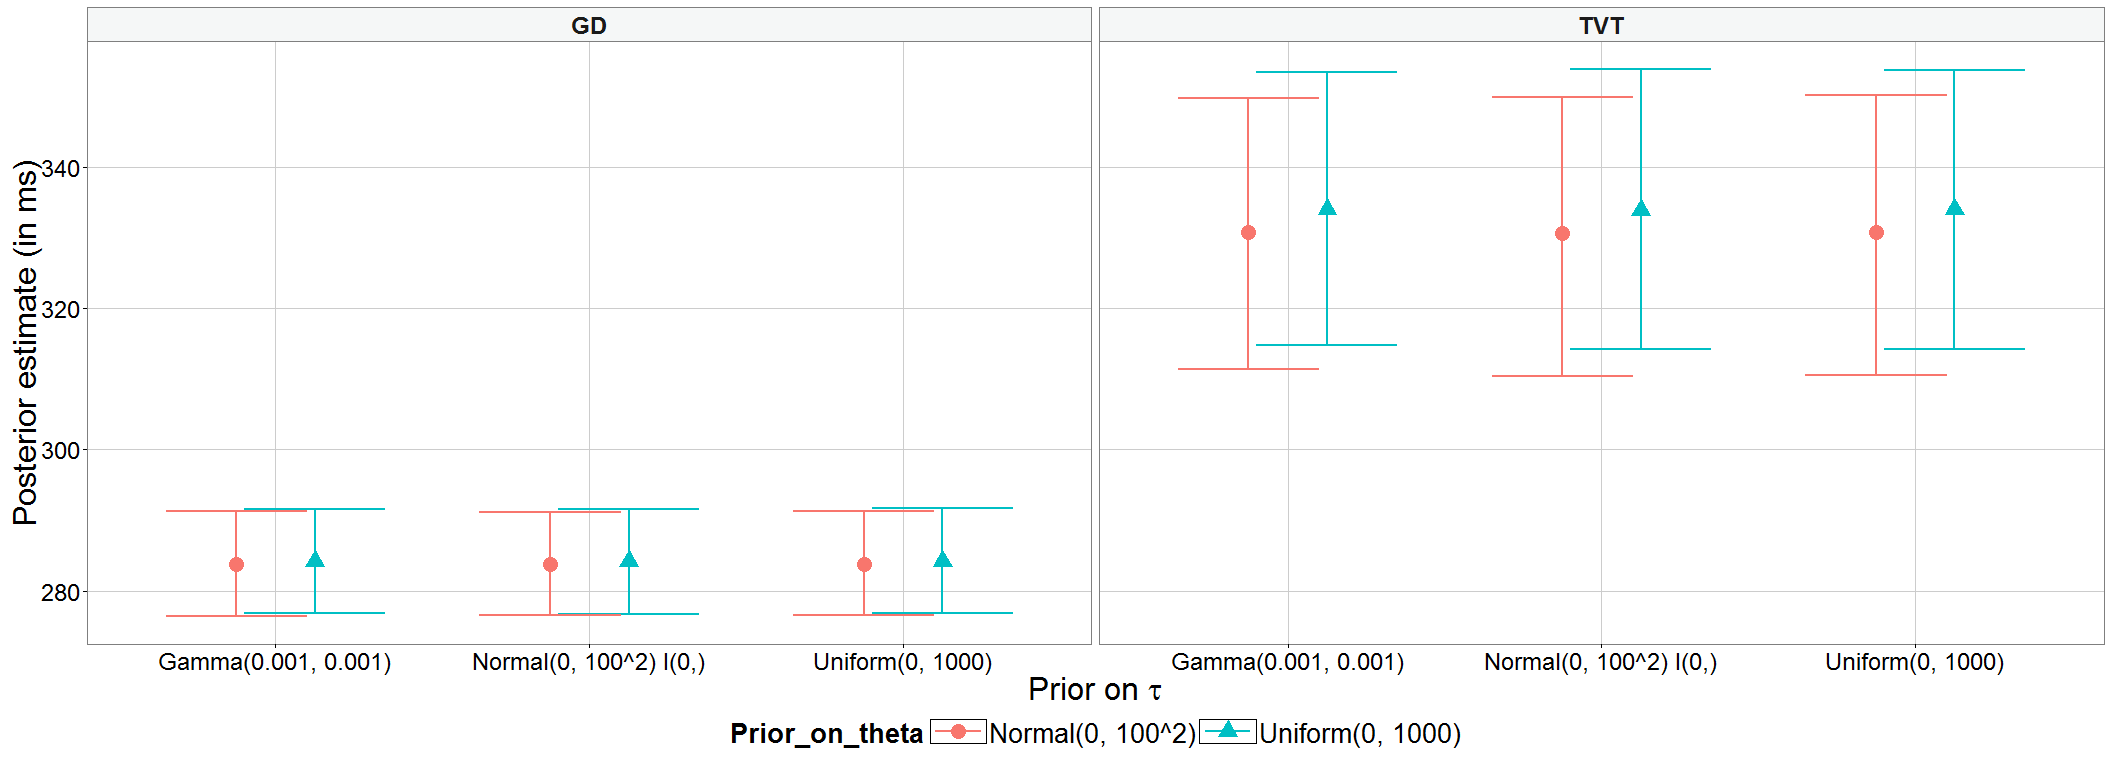 GD
TVT
Posterior estimate (in ms)
340
320
300
280
Gamma(0.001, 0.001)
Normal(0, 100^2) I(0,)
Uniform(0, 1000)
Gamma(0.001, 0.001)
Normal(0, 100^2) I(0,)
Uniform(0, 1000)
Prior on τ
Prior_on_theta Normal(0, 100^2) Uniform(0, 1000)